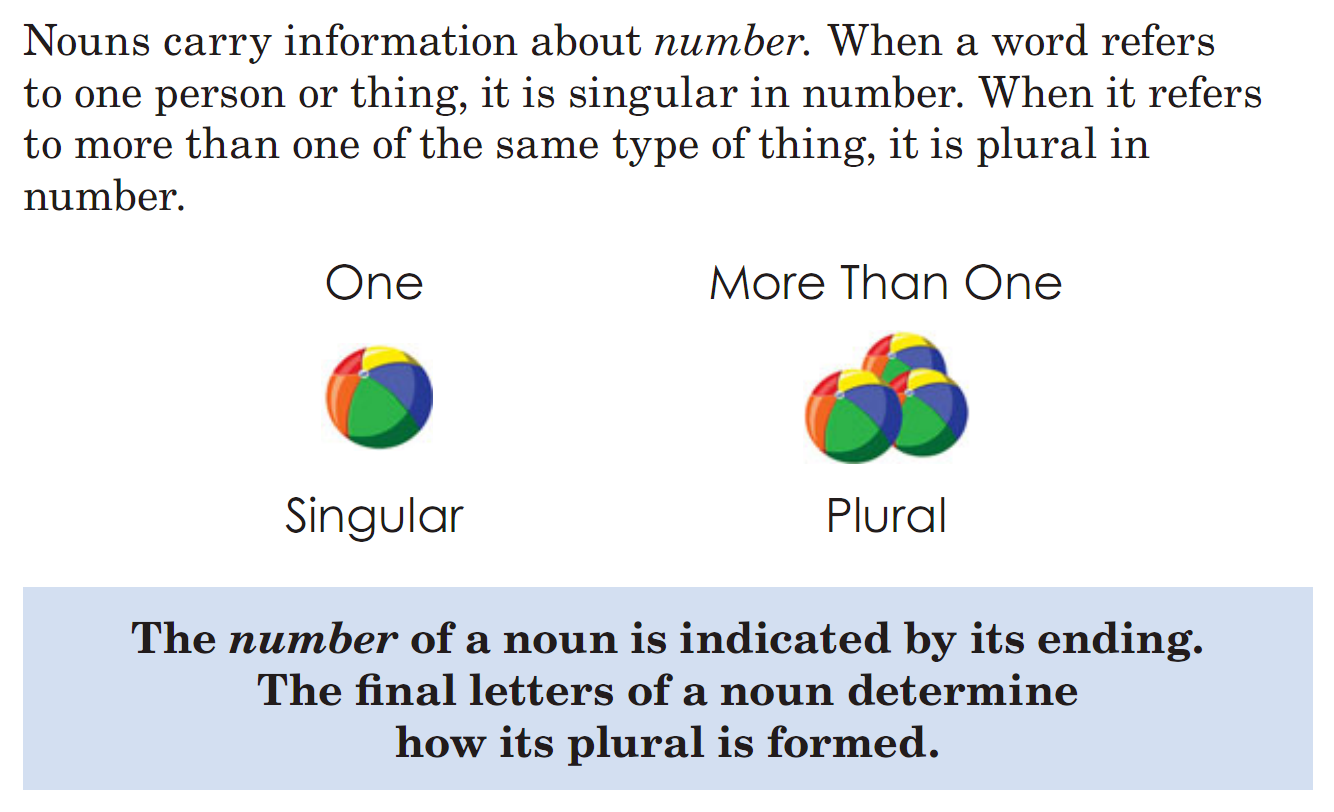 Nouns carry information about number. When a word refers
to one person or thing, it is singular in number. When it refers
to more than one of the same type of thing, it is plural in
number.
One
More Than One
Singular
Plural
The number of a noun is indicated by its ending.
The final letters of a noun determine
how its plural is formed.